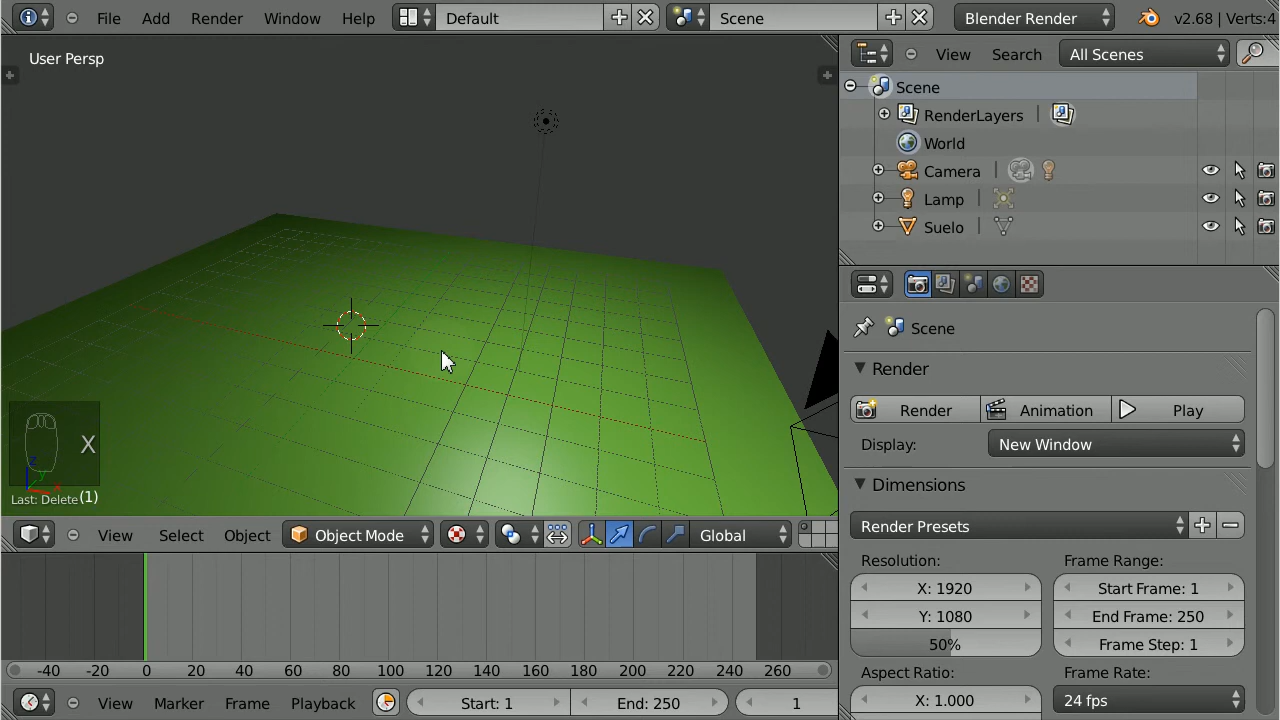 File Add Render Window Help Default Scene Blender Render v2.68 | Verts:4
User Persp
View Search All Scenes
Scene
RenderLayers
World
Camera
Lamp
Suelo
Scene
Render
Render Animation Play
Display: New Window
Dimensions
Render Presets
Resolution: Frame Range:
X: 1920 Start Frame: 1
Y: 1080 End Frame: 250
50% Frame Step: 1
Aspect Ratio: Frame Rate:
X: 1.000 24 fps
X
z
y
x
Last: Delete (1)
View Select Object Object Mode Global
-40 -20 0 20 40 60 80 100 120 140 160 180 200 220 240 260
View Marker Frame Playback Start: 1 End: 250 1